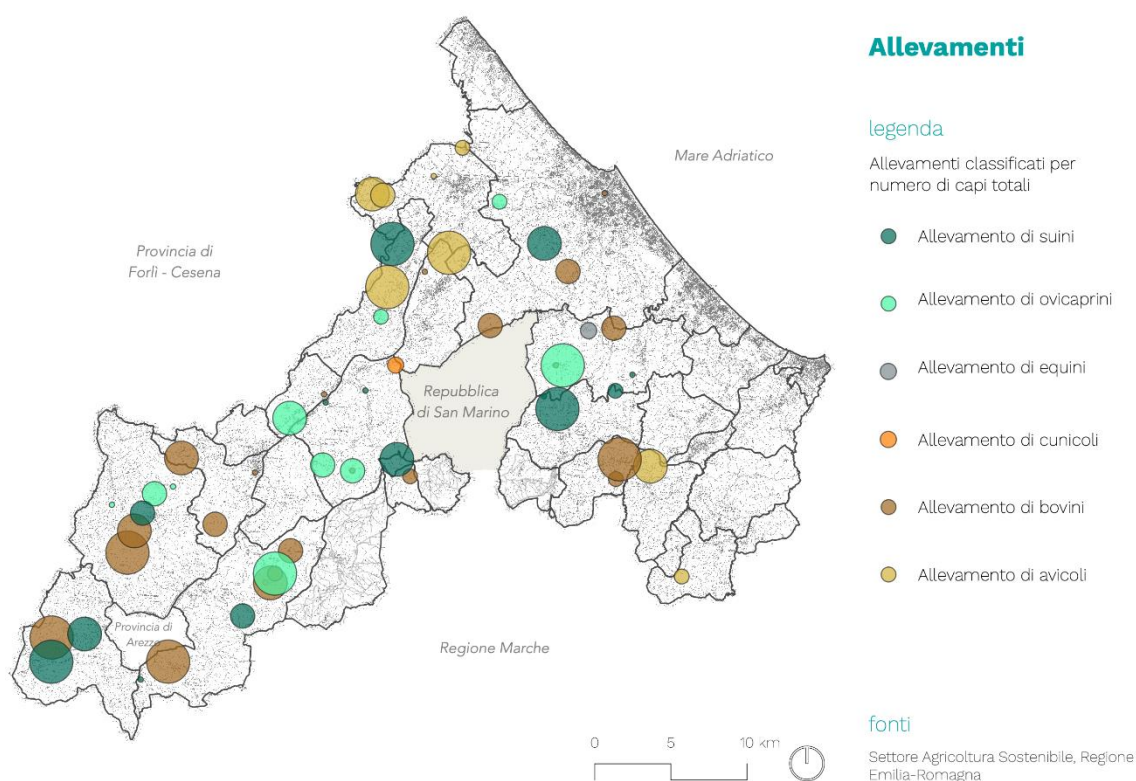 Allevamenti
legenda
Allevamenti classificati per
numero di capi totali
Allevamento di suini
Allevamento di ovicaprini
Allevamento di equini
Allevamento di cunicoli
Allevamento di bovini
Allevamento di avicoli
Mare Adriatico
Provincia di
Forlì - Cesena
Repubblica
di San Marino
Provincia di
Arezzo
Regione Marche
0 5 10 km
fonti
Settore Agricoltura Sostenibile, Regione
Emilia-Romagna